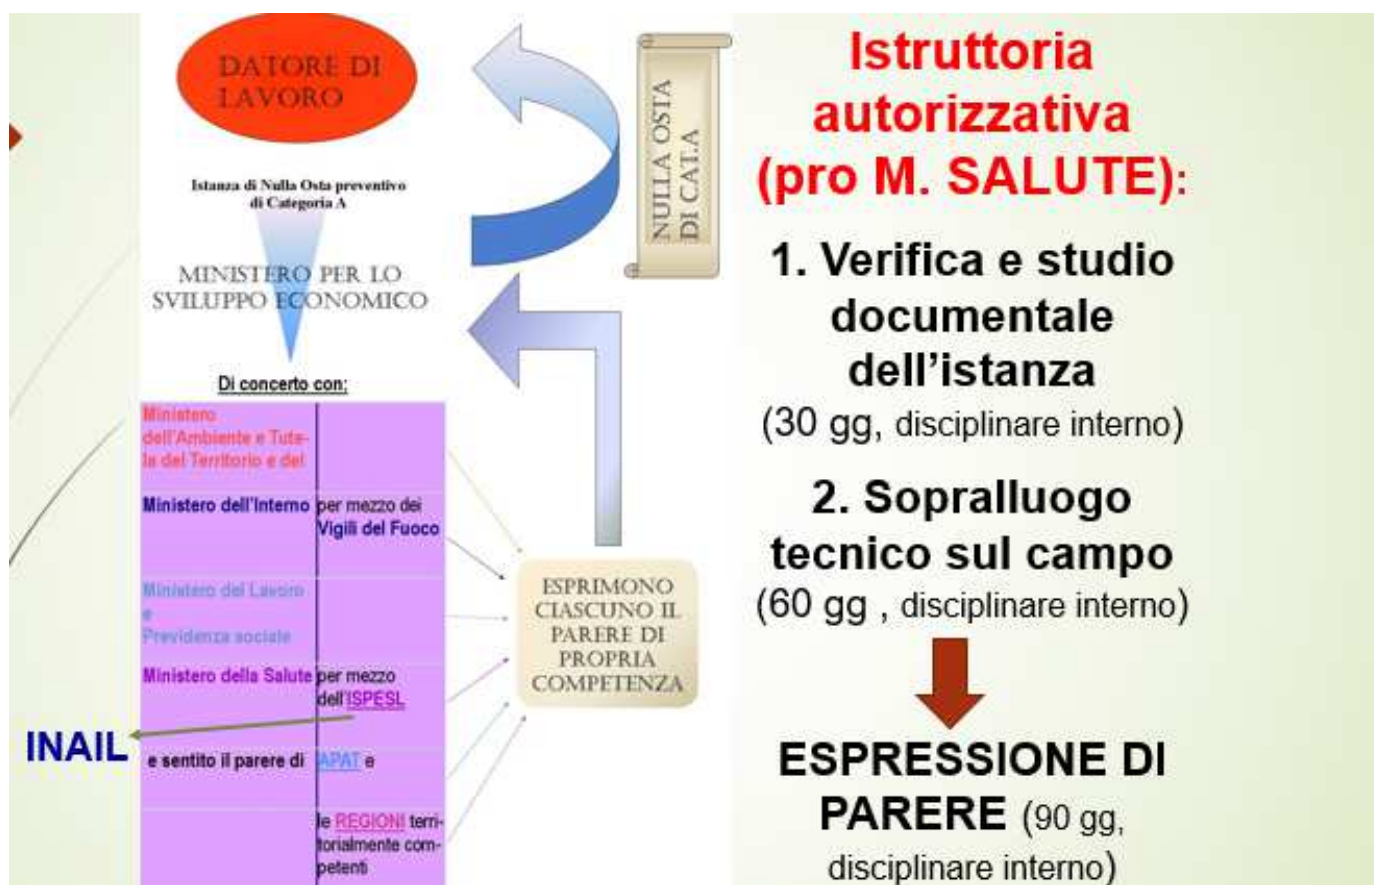 DATORE DI
LAVORO
Istanza di Nulla Osta preventivo
di Categoria A
MINISTERO PER LO
SVILUPPO ECONOMICO
NULLA OSTA
DI CAT.A
Di concerto con:
Ministero
dell'Ambiente e Tute-
la del Territorio e del
Ministero dell'Interno
per mezzo dei
Vigili del Fuoco
Ministero del Lavoro
e
Previdenza sociale
Ministero della Salute
per mezzo
dell'ISPESL
e sentito il parere di
APAT e
le REGIONI terri-
torialmente com-
petenti
INAIL
ESPRIMONO
CIASCUNO IL
PARERE DI
PROPRIA
COMPETENZA
Istruttoria
autorizzativa
(pro M. SALUTE):
1. Verifica e studio
documentale
dell'istanza
(30 gg, disciplinare interno)
2. Sopralluogo
tecnico sul campo
(60 gg , disciplinare interno)
ESPRESSIONE DI
PARERE (90 gg,
disciplinare interno)